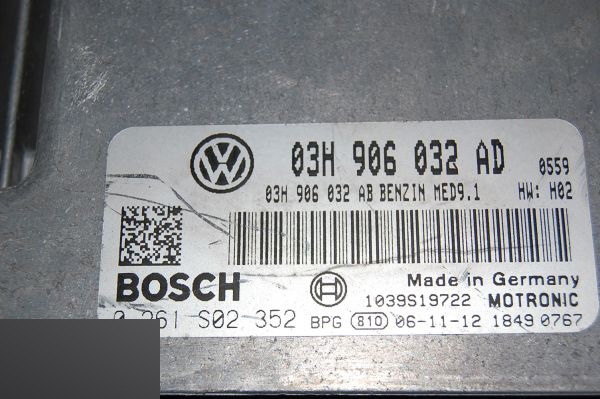 03H 906 032 AD 0559
03H 906 032 AB BENZIN MED9.1 HW: H02
BOSCH Made in Germany
1039S19722 MOTRONIC
0 261 S02 352 BPG 810 06-11-12 1849 0767